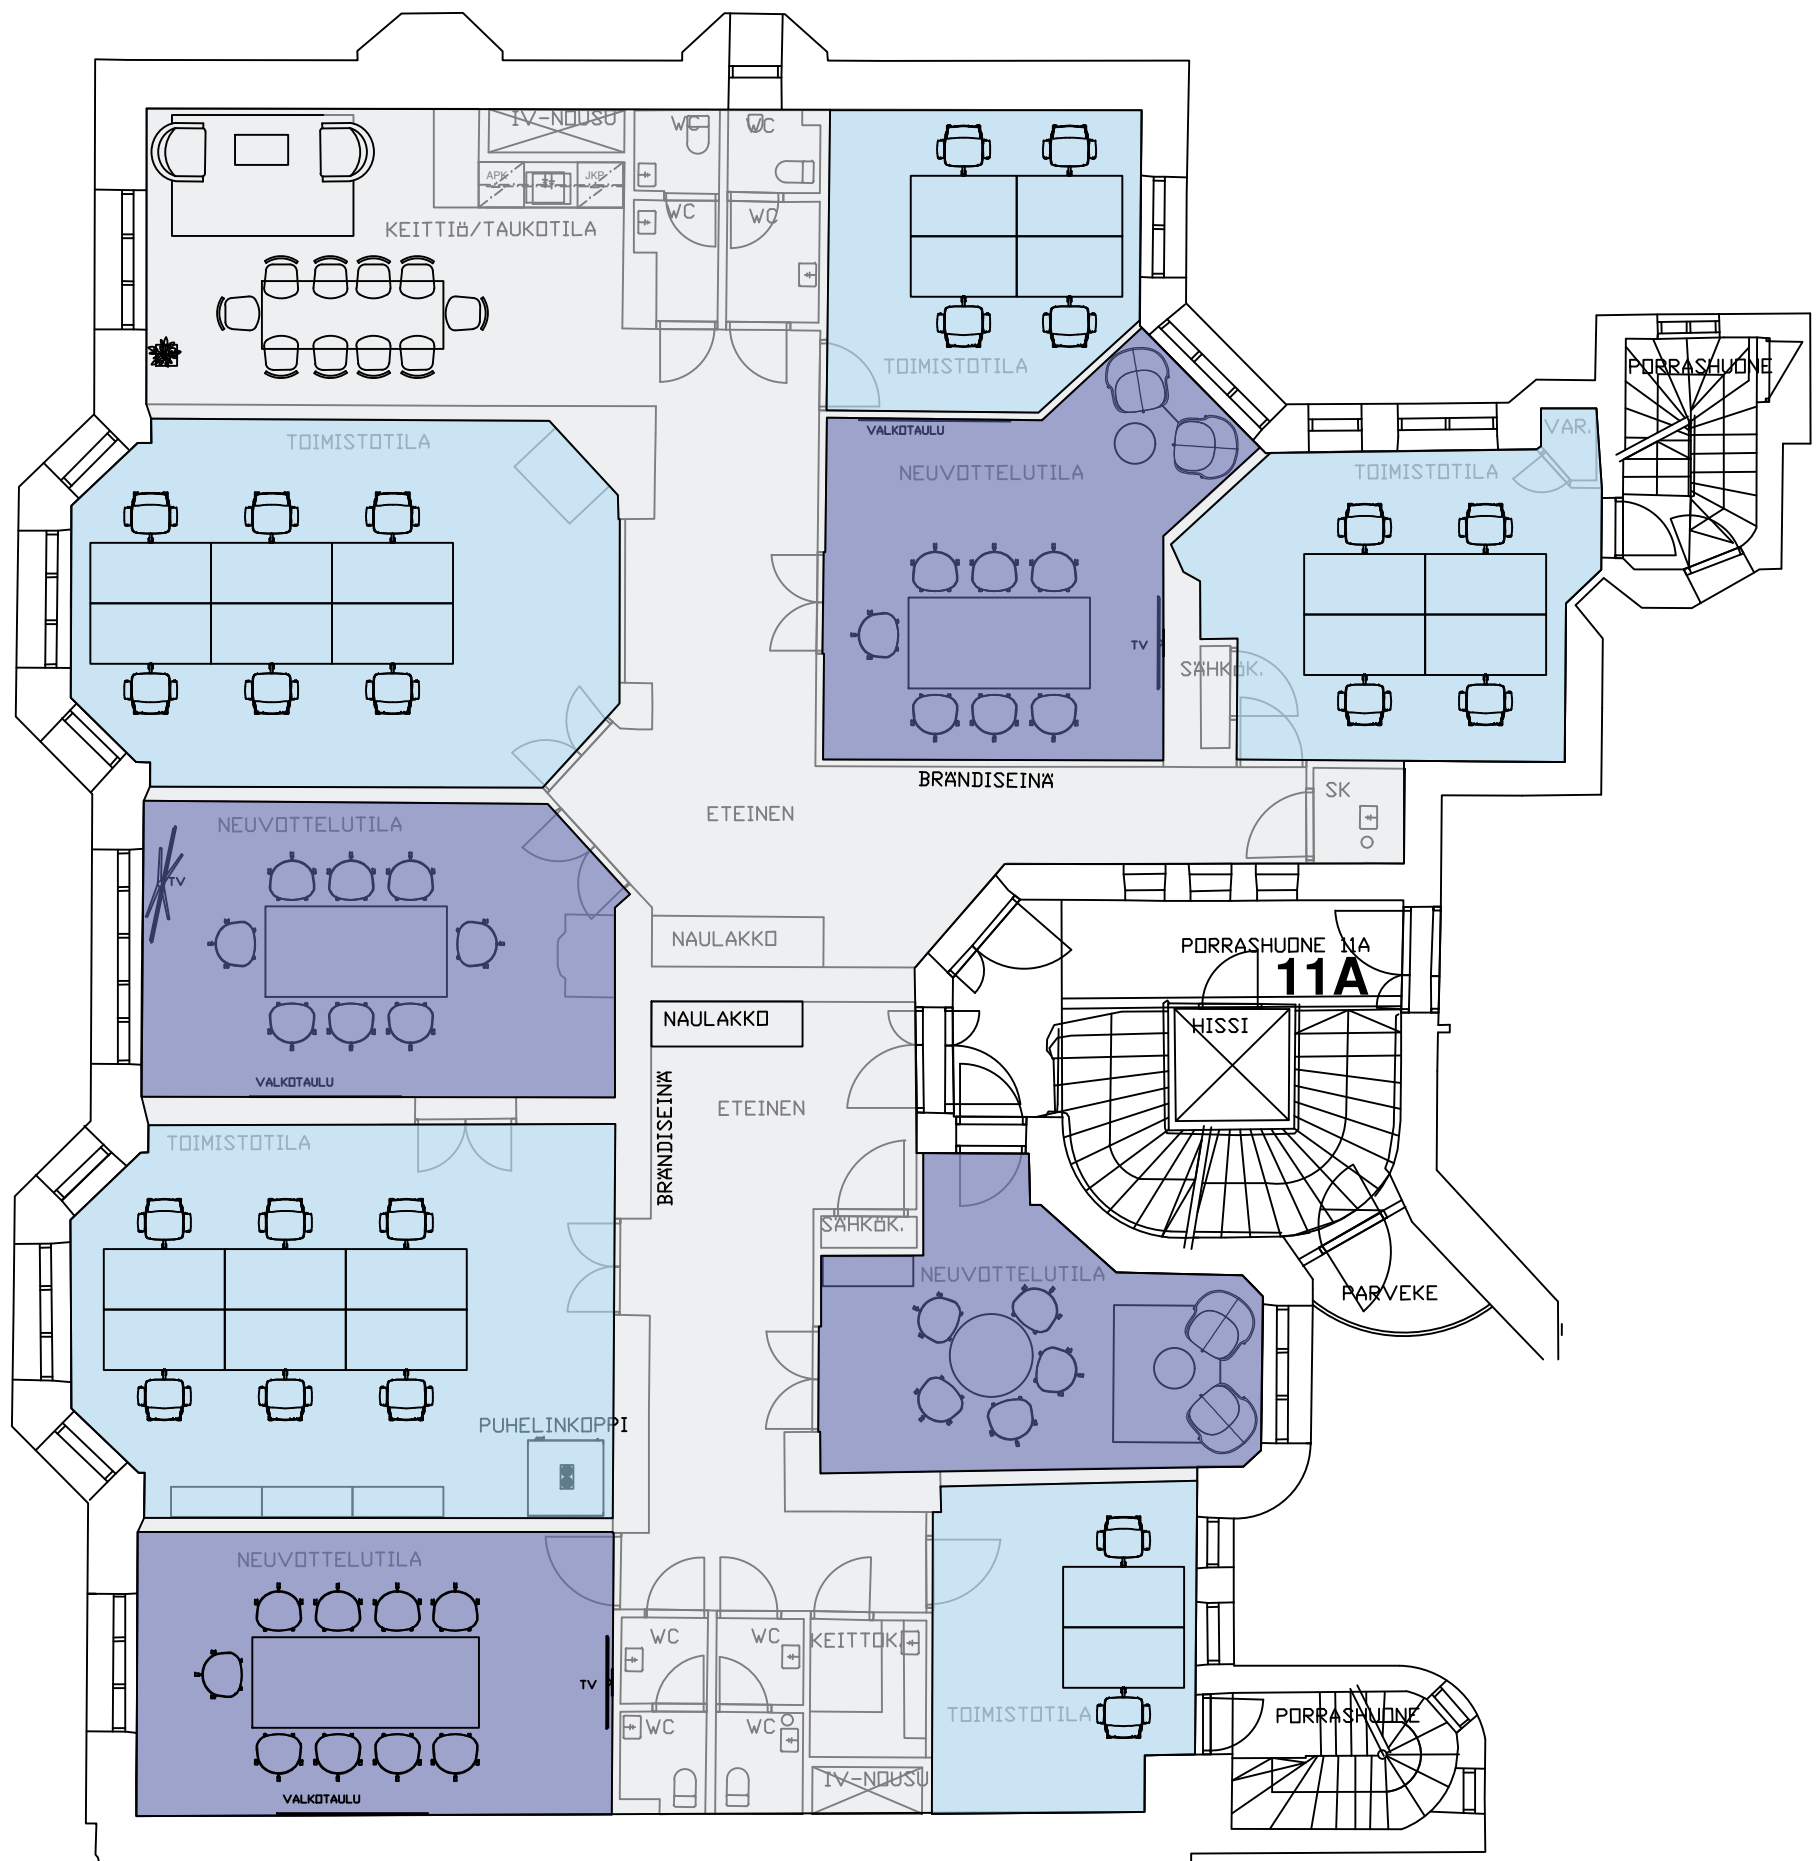 IV-NOUSU
WC
WC
APK
JKP
WC
WC
KEITTIÖ/TAUKOTILA
TOIMISTOTILA
PORRASHUONE
VALKOTAULU
VAR.
TOIMISTOTILA
NEUVOTTELUTILA
TOIMISTOTILA
TV
SÄHKÖK.
BRÄNDISEINÄ
SK
ETEINEN
NEUVOTTELUTILA
TV
NAULAKKO
PORRASHUONE 11A
11A
NAULAKKO
HISSI
VALKOTAULU
BRÄNDISEINÄ
ETEINEN
TOIMISTOTILA
SÄHKÖK.
NEUVOTTELUTILA
PARVEKE
PUHELINKOPPI
NEUVOTTELUTILA
WC
WC
KEITTOK.
TV
TOIMISTOTILA
PORRASHUONE
WC
WC
IV-NOUSU
VALKOTAULU